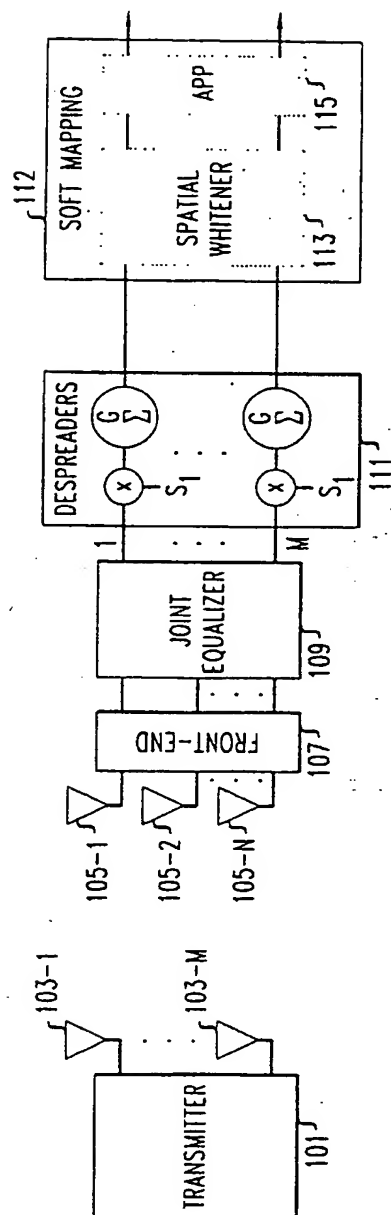 TRANSMITTER
101
103-1
103-M
105-1
105-2
105-N
FRONT-END
107
JOINT
EQUALIZER
109
1
M
DESPREADERS
x
S1
G
Σ
x
S1
G
Σ
111
112
SOFT MAPPING
SPATIAL
WHITENER
113
APP
115